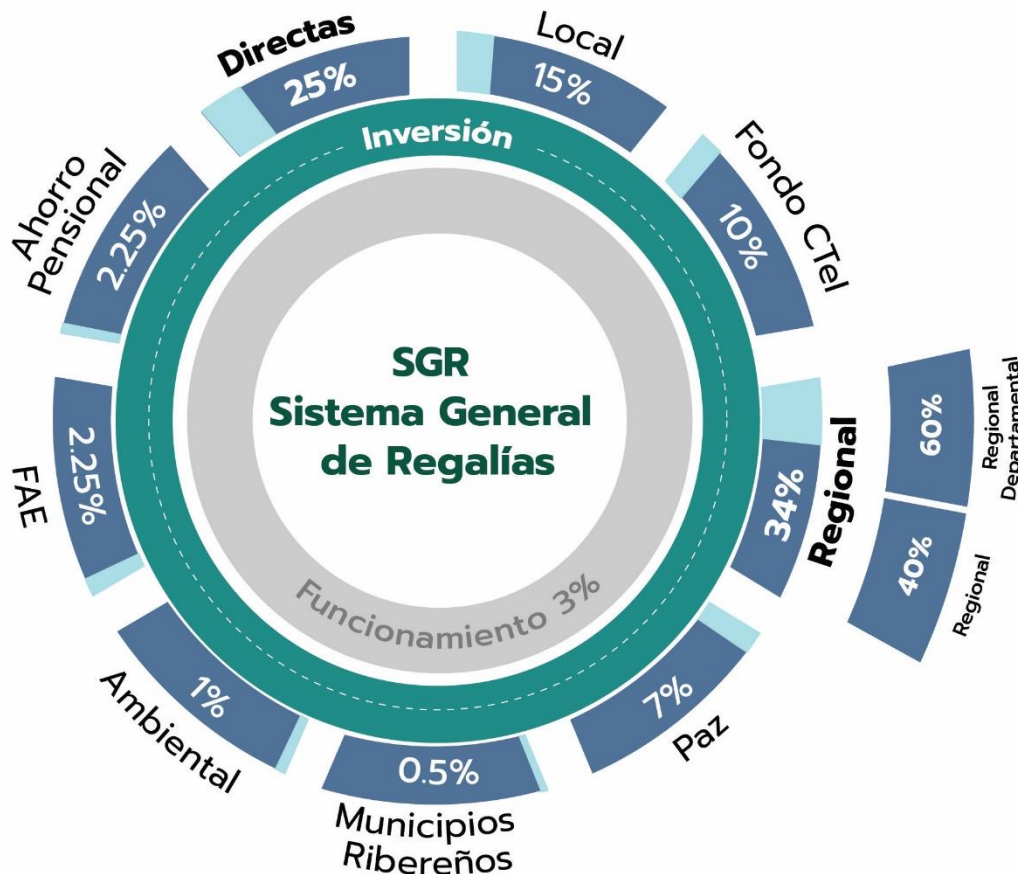 SGR
Sistema General
de Regalías
Funcionamiento 3%
Inversión
Directas
25%
Local
15%
Fondo CTeI
10%
Regional
34%
60%
Regional
Departamental
40%
Regional
Paz
7%
Municipios
Ribereños
0.5%
Ambiental
1%
FAE
2.25%
Ahorro
Pensional
2.25%